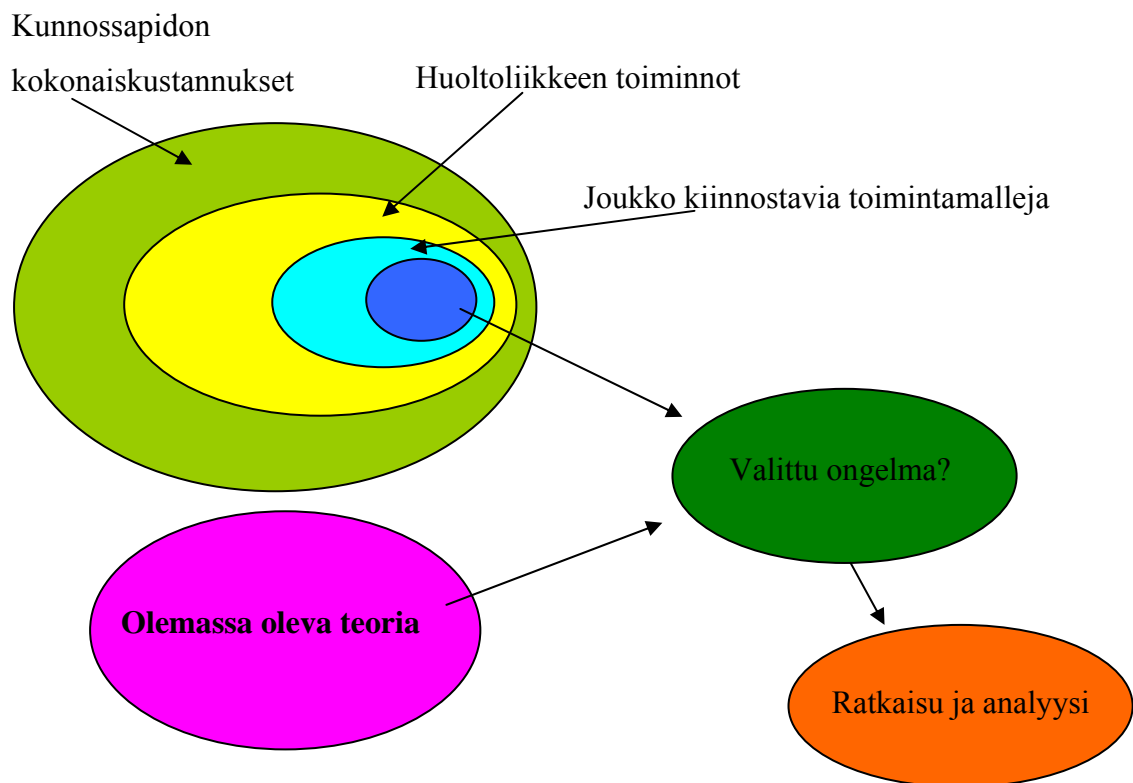 Kunnossapidon
kokonaiskustannukset
Huoltoliikkeen toiminnot
Joukko kiinnostavia toimintamalleja
Valittu ongelma?
Olemassa oleva teoria
Ratkaisu ja analyysi